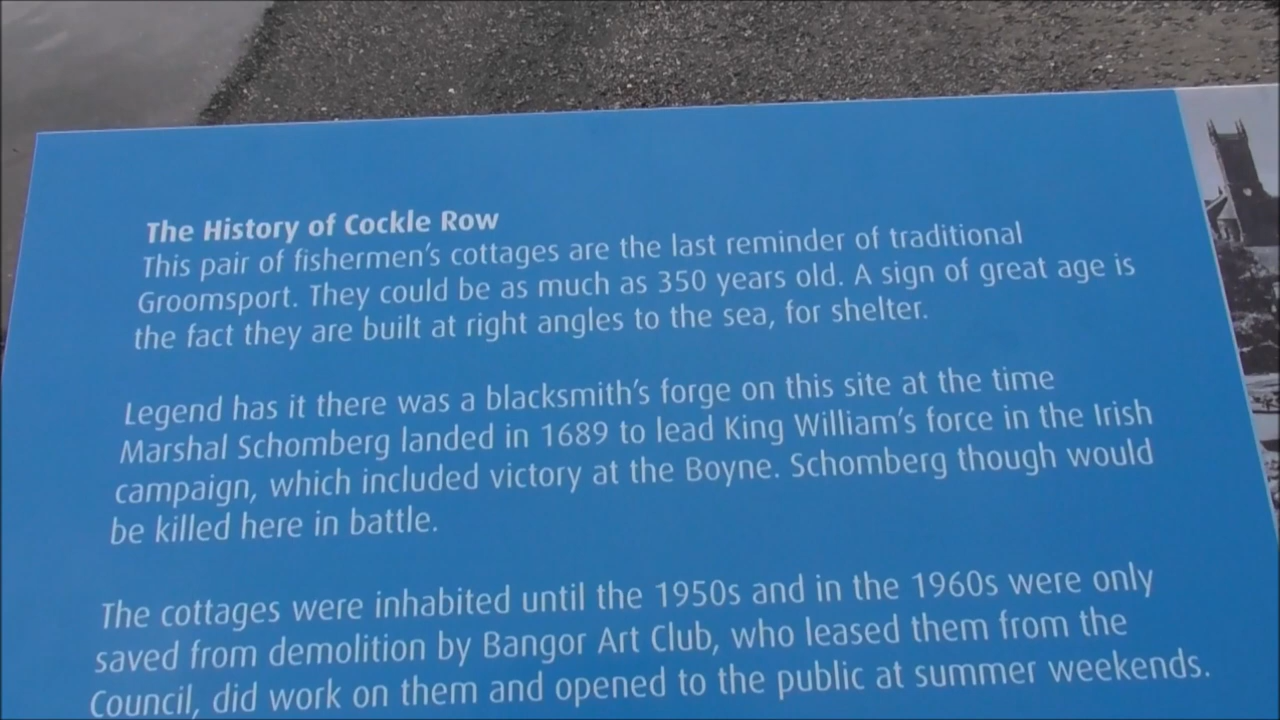 The History of Cockle Row
This pair of fishermen's cottages are the last reminder of traditional
Groomsport. They could be as much as 350 years old. A sign of great age is
the fact they are built at right angles to the sea, for shelter.
Legend has it there was a blacksmith's forge on this site at the time
Marshal Schomberg landed in 1689 to lead King William's force in the Irish
campaign, which included victory at the Boyne. Schomberg though would
be killed here in battle.
The cottages were inhabited until the 1950s and in the 1960s were only
saved from demolition by Bangor Art Club, who leased them from the
Council, did work on them and opened to the public at summer weekends.